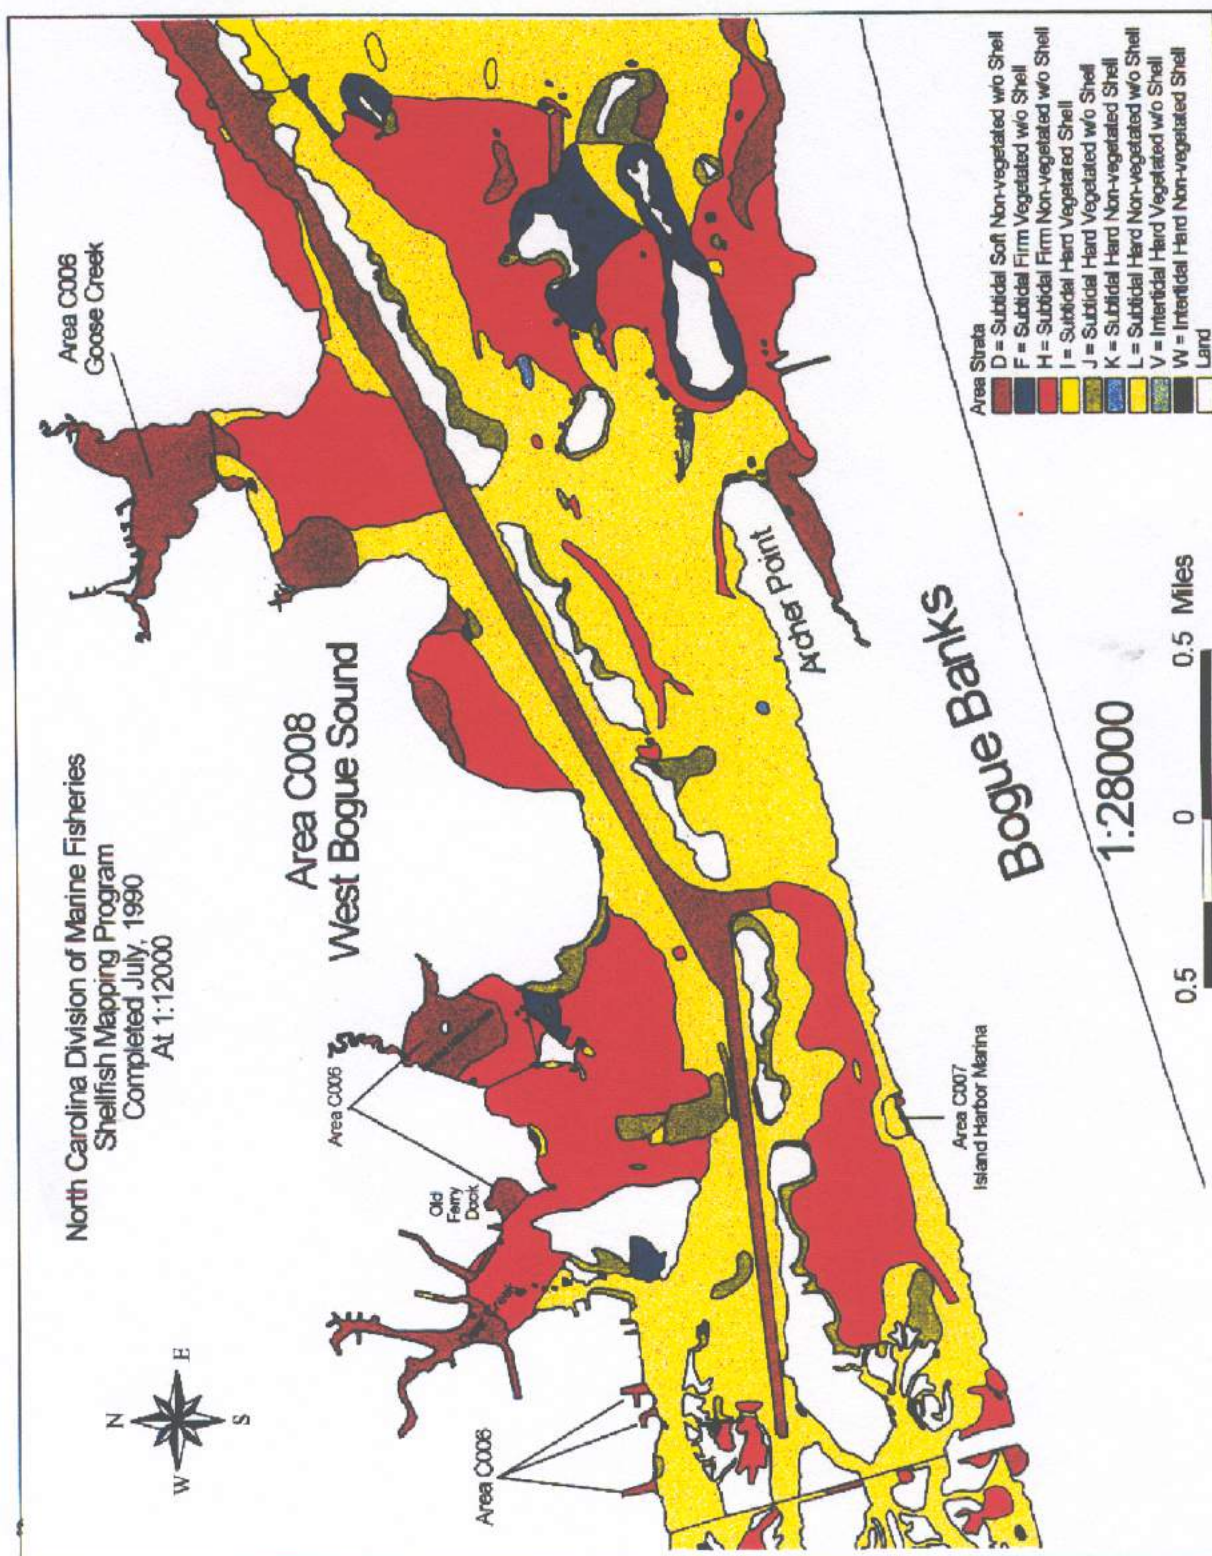 North Carolina Division of Marine Fisheries
Shellfish Mapping Program
Completed July, 1990
At 1:12000
N
W
E
S
Area C006
Goose Creek
Area C008
West Bogue Sound
Area C006
Old
Ferry
Dock
Area C006
Archer Point
Bogue Banks
Area C007
Island Harbor Marina
1:28000
0.5
0
0.5 Miles
Area Strata
D = Subtidal Soft Non-vegetated w/o Shell
F = Subtidal Firm Vegetated w/o Shell
H = Subtidal Firm Non-vegetated w/o Shell
I = Subtidal Hard Vegetated Shell
J = Subtidal Hard Vegetated w/o Shell
K = Subtidal Hard Non-vegetated Shell
L = Subtidal Hard Non-vegetated w/o Shell
V = Intertidal Hard Vegetated w/o Shell
W = Intertidal Hard Non-vegetated Shell
Land